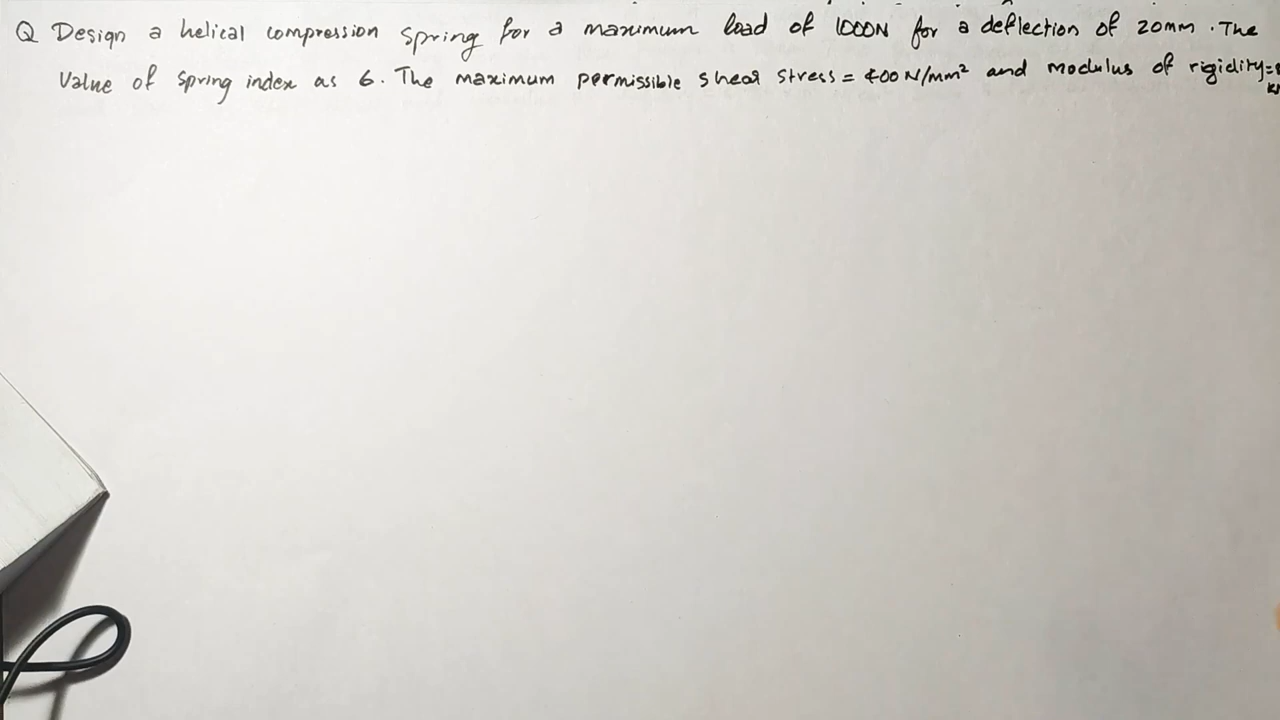 Q Design a helical compression spring for a maximum load of 1000N for a deflection of 20mm. The
Value of spring index as 6. The maximum permissible shear stress = 400 N/mm² and modulus of rigidity=